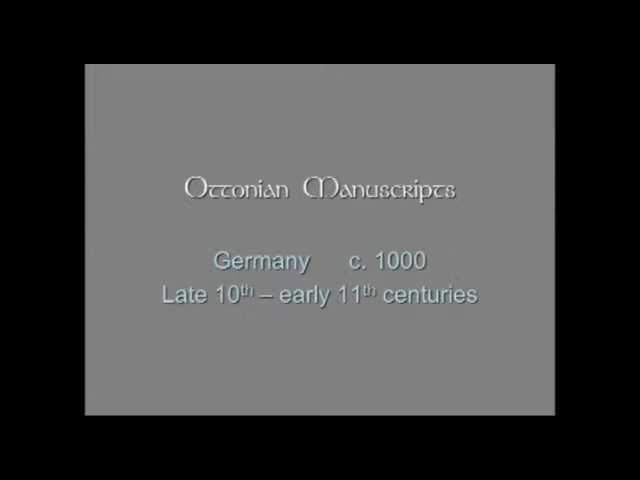 Ottonian Manuscripts
Germany c. 1000
Late 10th – early 11th centuries